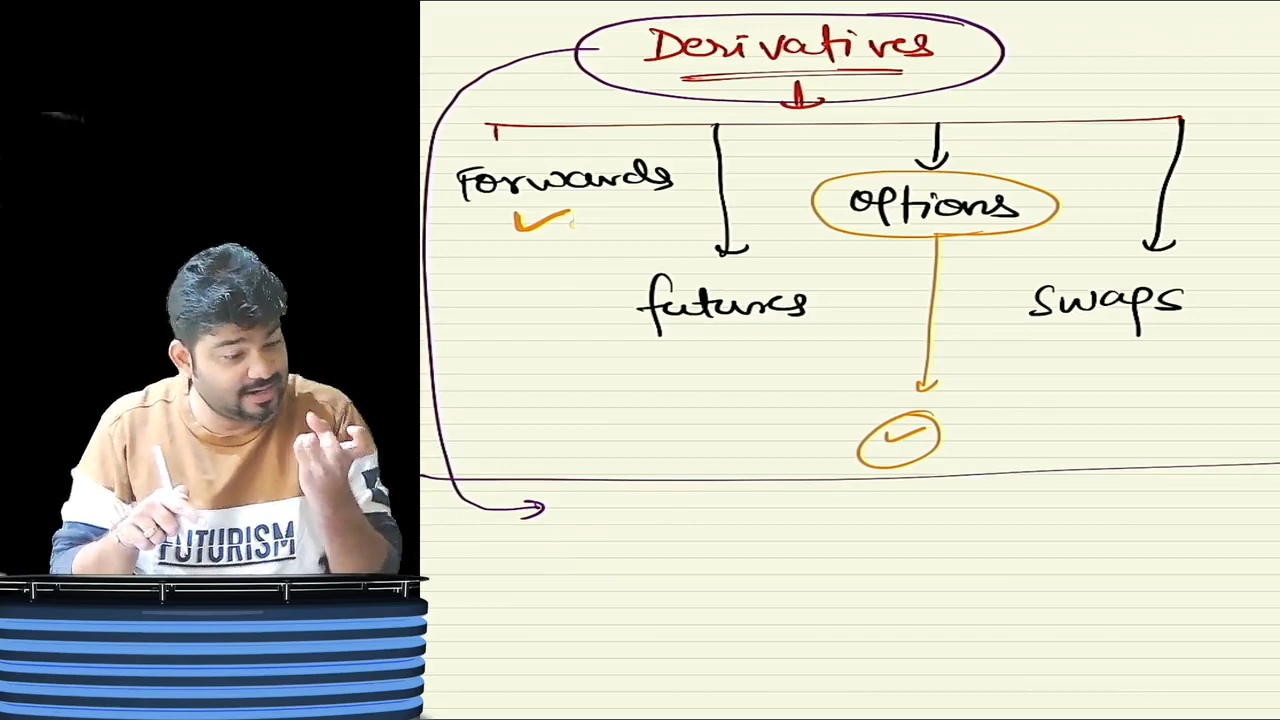 Derivatives
Forwards
options
futures
swaps
FUTURISM